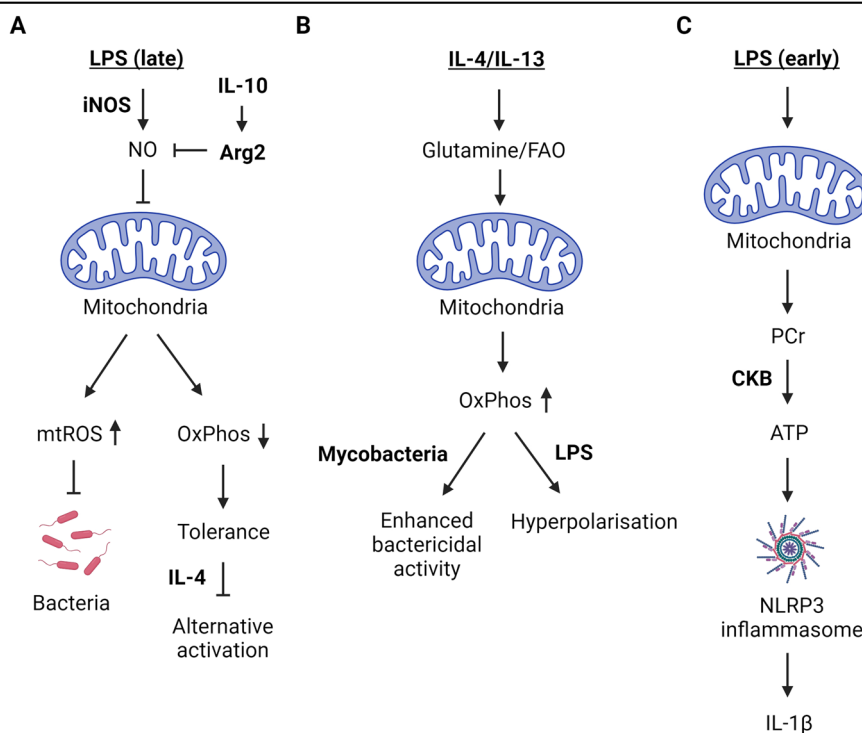 A
LPS (late)
iNOS
IL-10
NO
Arg2
Mitochondria
mtROS
OxPhos
Tolerance
IL-4
Bacteria
Alternative
activation
B
IL-4/IL-13
Glutamine/FAO
Mitochondria
OxPhos
Mycobacteria
LPS
Enhanced
bactericidal
activity
Hyperpolarisation
C
LPS (early)
Mitochondria
PCr
CKB
ATP
NLRP3
inflammasome
IL-1β